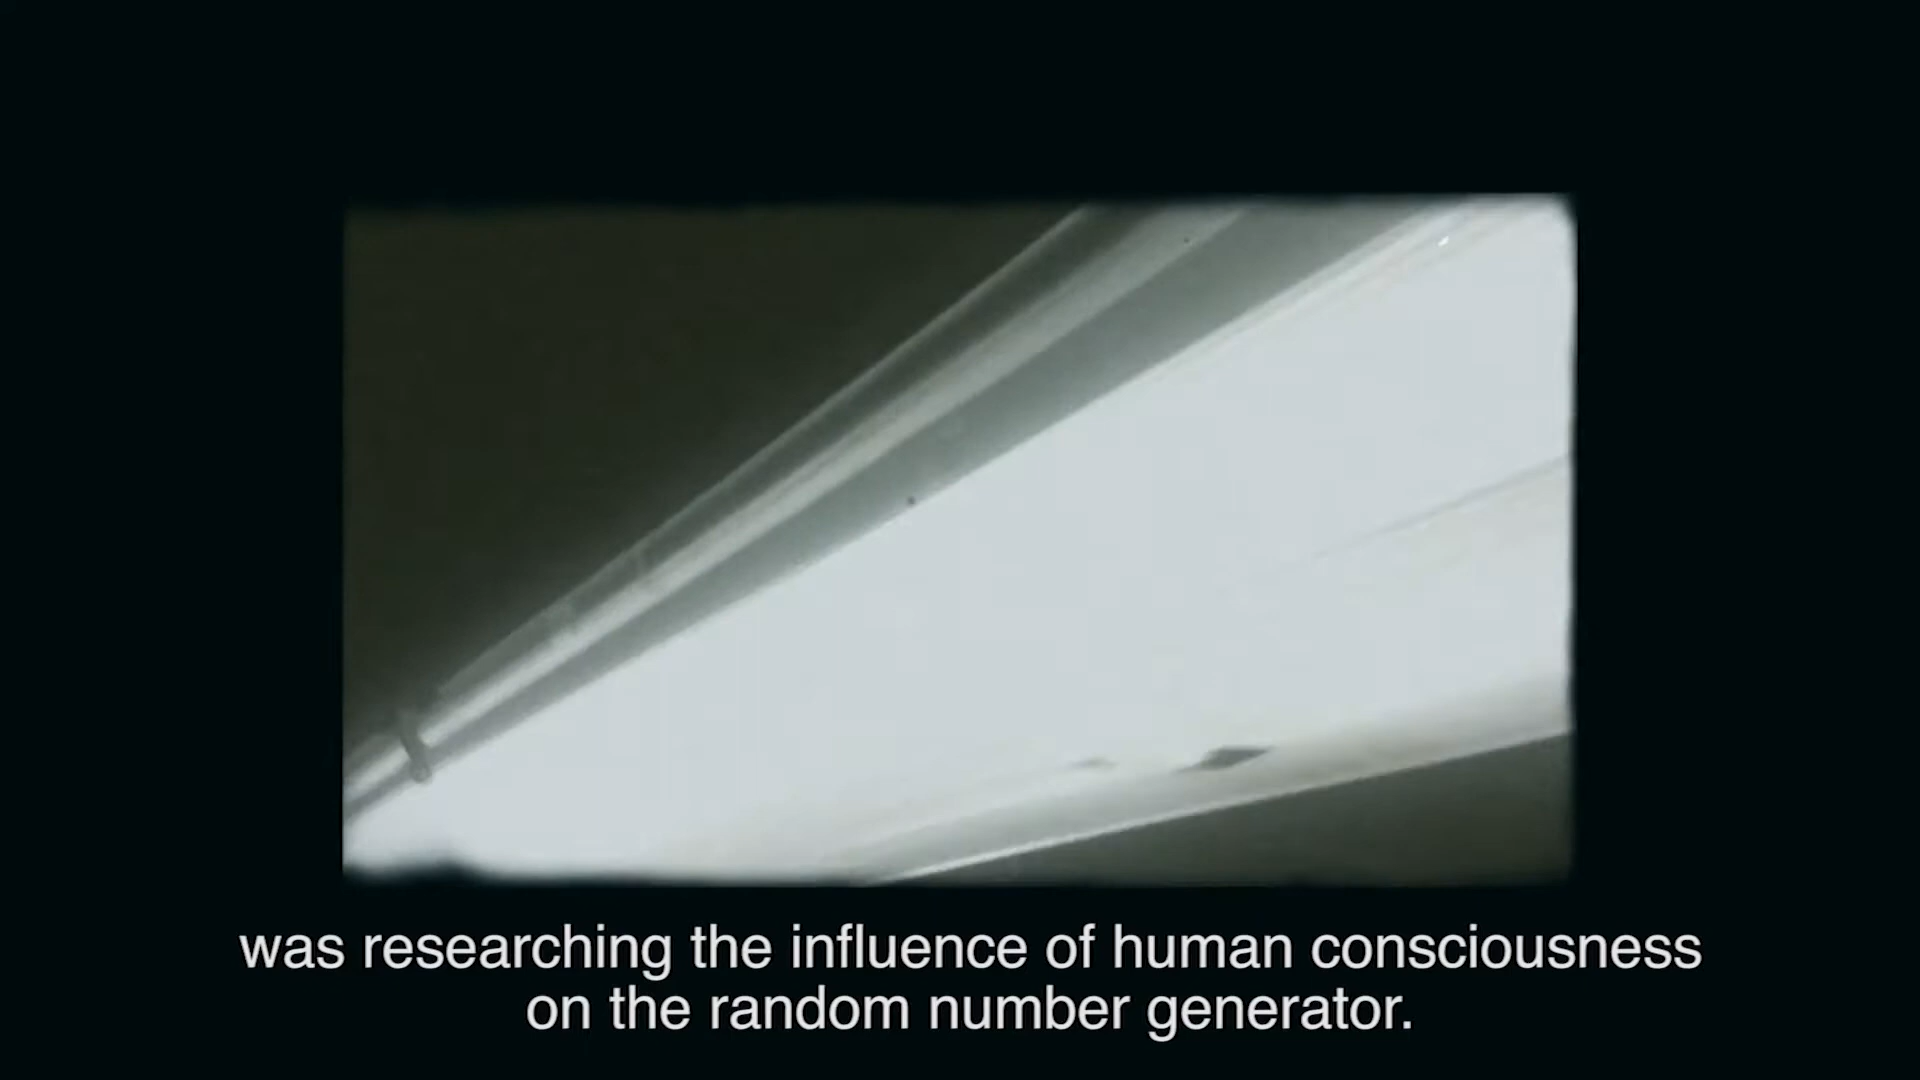 was researching the influence of human consciousness
on the random number generator.